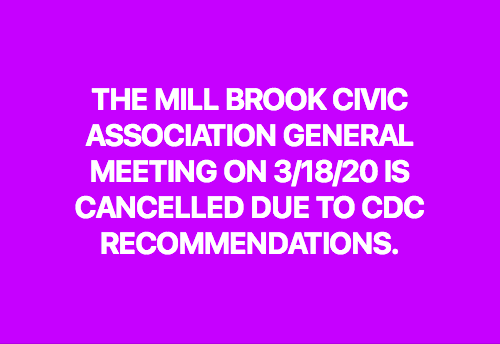 THE MILL BROOK CIVIC
ASSOCIATION GENERAL
MEETING ON 3/18/20 IS
CANCELLED DUE TO CDC
RECOMMENDATIONS.